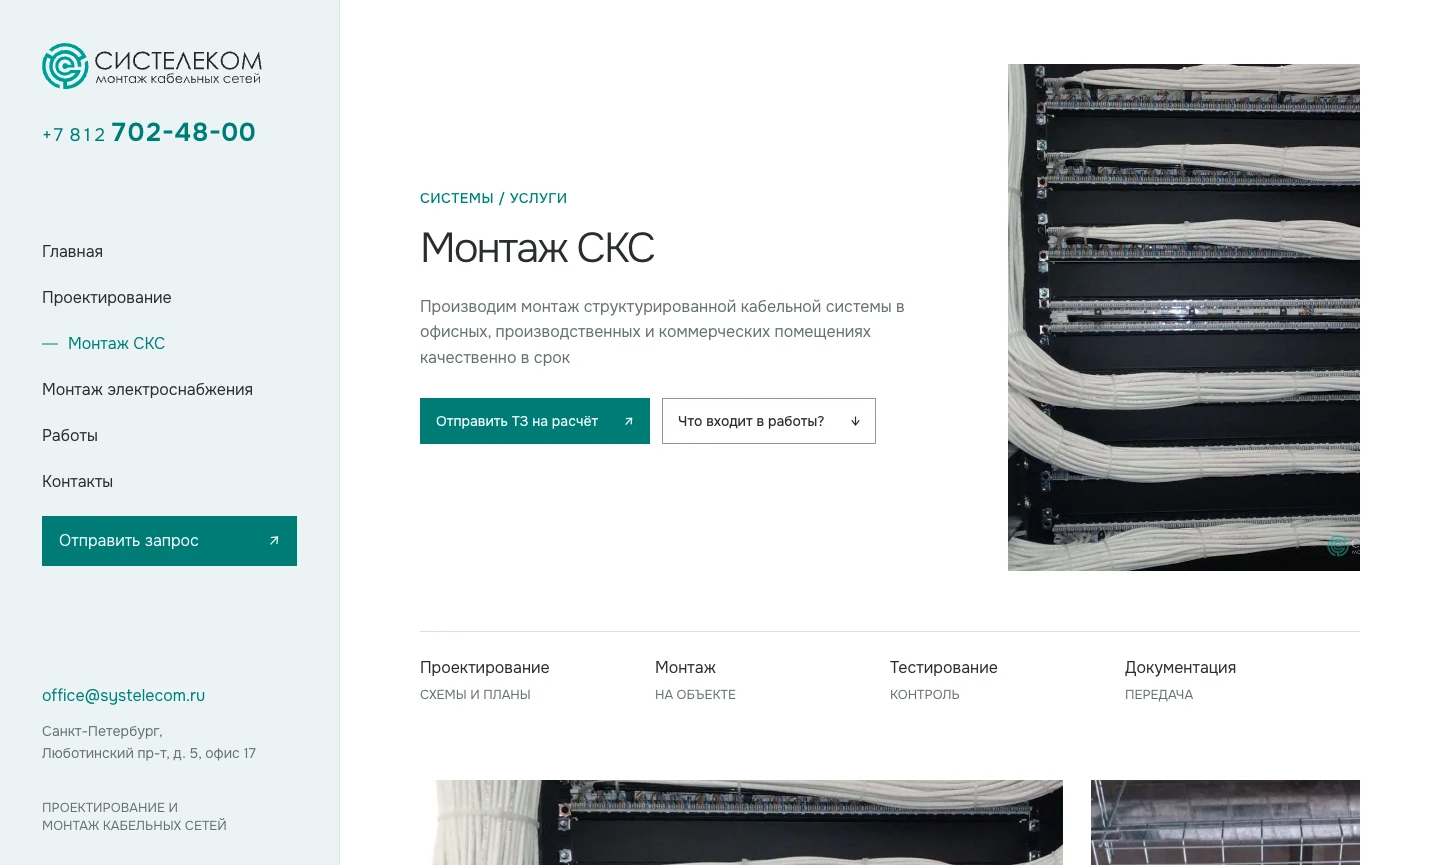 СИСТЕЛЕКОМ
монтаж кабельных сетей
+7 812 702-48-00
Главная
Проектирование
— Монтаж СКС
Монтаж электроснабжения
Работы
Контакты
Отправить запрос
office@systelecom.ru
Санкт-Петербург,
Люботинский пр-т, д. 5, офис 17
ПРОЕКТИРОВАНИЕ И
МОНТАЖ КАБЕЛЬНЫХ СЕТЕЙ
СИСТЕМЫ / УСЛУГИ
Монтаж СКС
Производим монтаж структурированной кабельной системы в
офисных, производственных и коммерческих помещениях
качественно в срок
Отправить ТЗ на расчёт
Что входит в работы?
Проектирование
СХЕМЫ И ПЛАНЫ
Монтаж
НА ОБЪЕКТЕ
Тестирование
КОНТРОЛЬ
Документация
ПЕРЕДАЧА